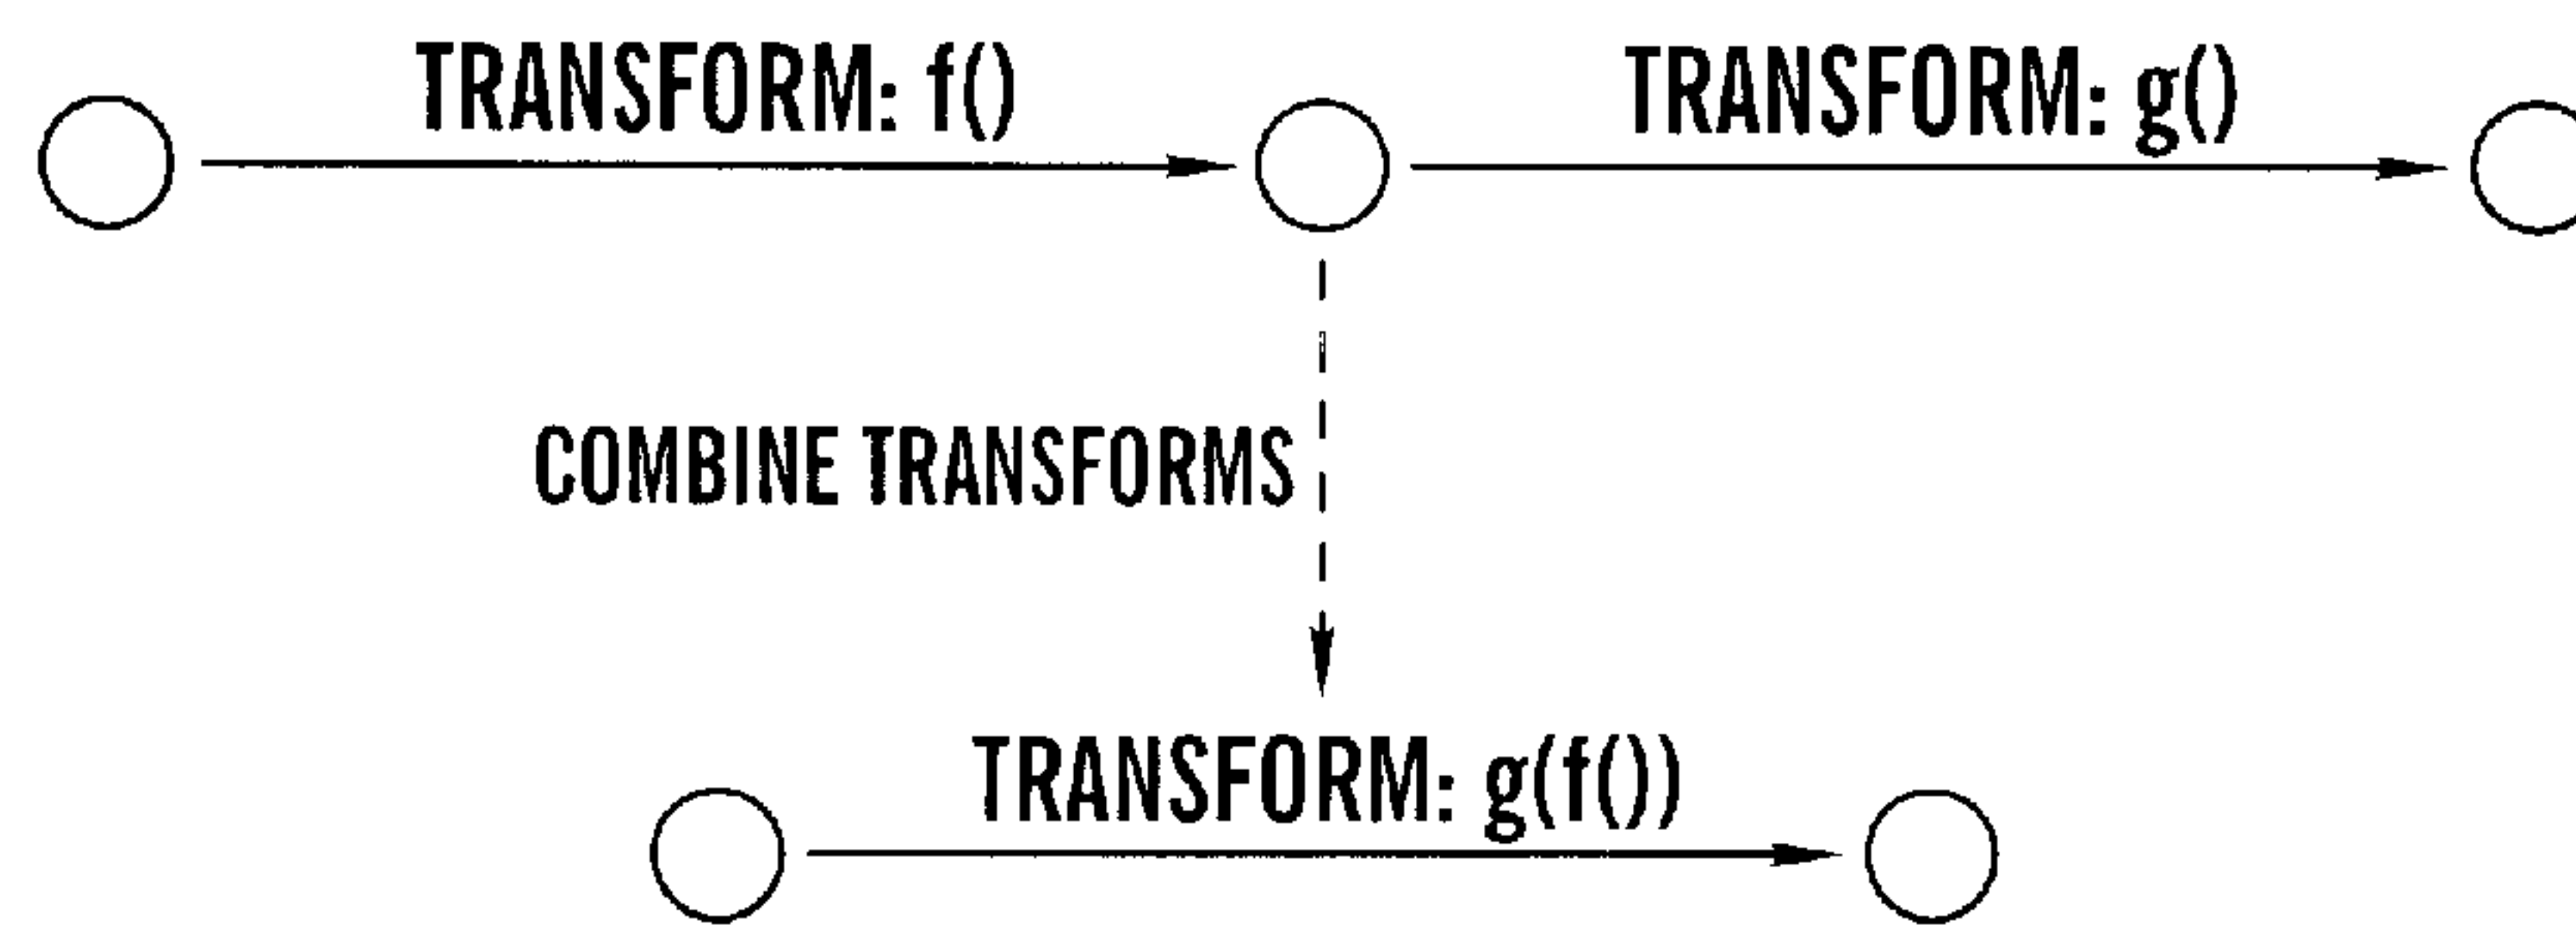 TRANSFORM: f()
TRANSFORM: g()
COMBINE TRANSFORMS
TRANSFORM: g(f())